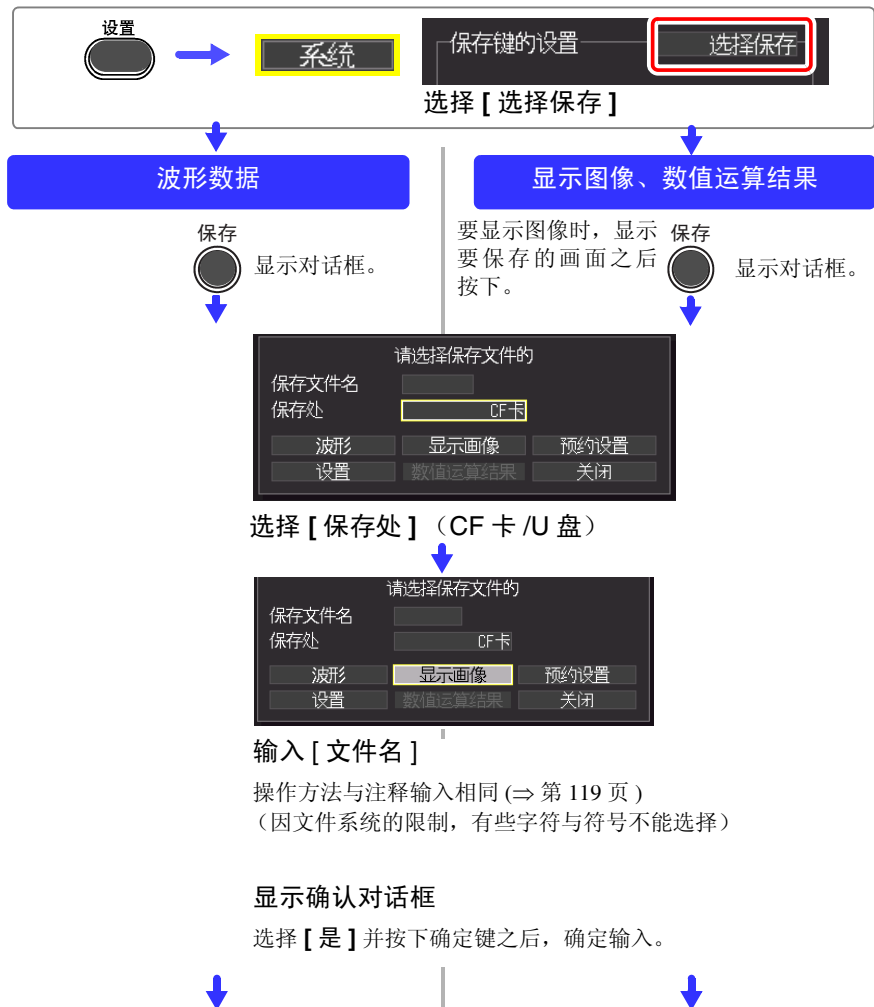 设置
系统
保存键的设置
选择保存
选择 [ 选择保存 ]
波形数据
显示图像、数值运算结果
保存
显示对话框。
要显示图像时，显示
要保存的画面之后
按下。
保存
显示对话框。
请选择保存文件的
保存文件名
保存处 CF卡
波形 显示画像 预约设置
设置 数值运算结果 关闭
选择 [ 保存处 ] （CF 卡 /U 盘）
请选择保存文件的
保存文件名
保存处 CF卡
波形 显示画像 预约设置
设置 数值运算结果 关闭
输入 [ 文件名 ]
操作方法与注释输入相同 (⇒ 第 119 页 )
（因文件系统的限制，有些字符与符号不能选择）
显示确认对话框
选择 [ 是 ] 并按下确定键之后，确定输入。